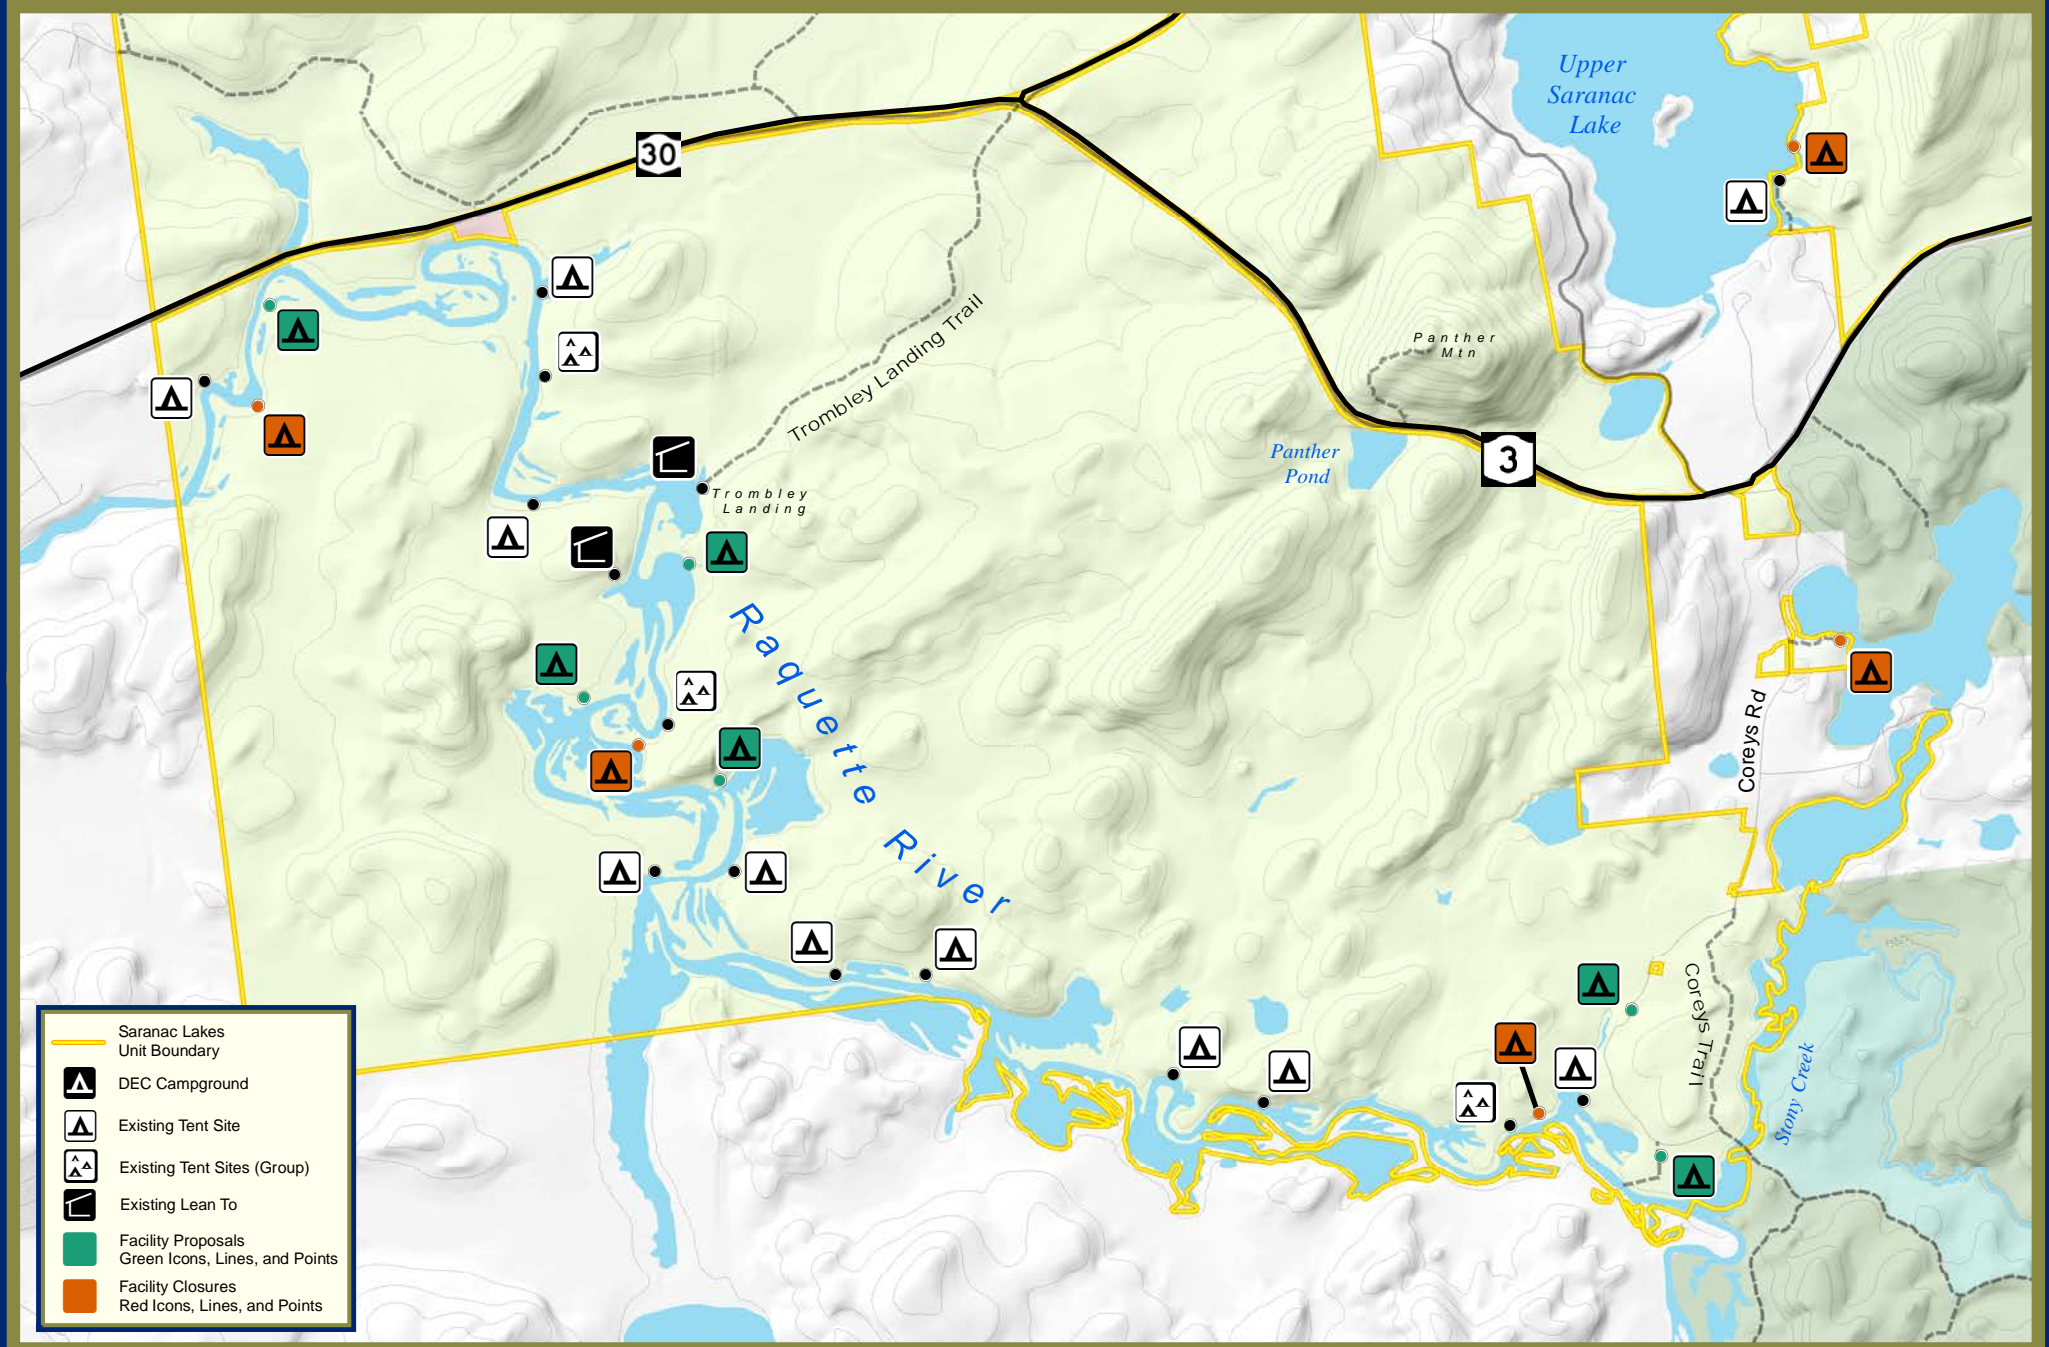 Upper
Saranac
Lake
30
Trombley Landing Trail
Panther
Mtn
Panther
Pond
3
Trombley
Landing
Raquette River
Coreys Rd
Coreys Trail
Stony Creek
Saranac Lakes
Unit Boundary
DEC Campground
Existing Tent Site
Existing Tent Sites (Group)
Existing Lean To
Facility Proposals
Green Icons, Lines, and Points
Facility Closures
Red Icons, Lines, and Points